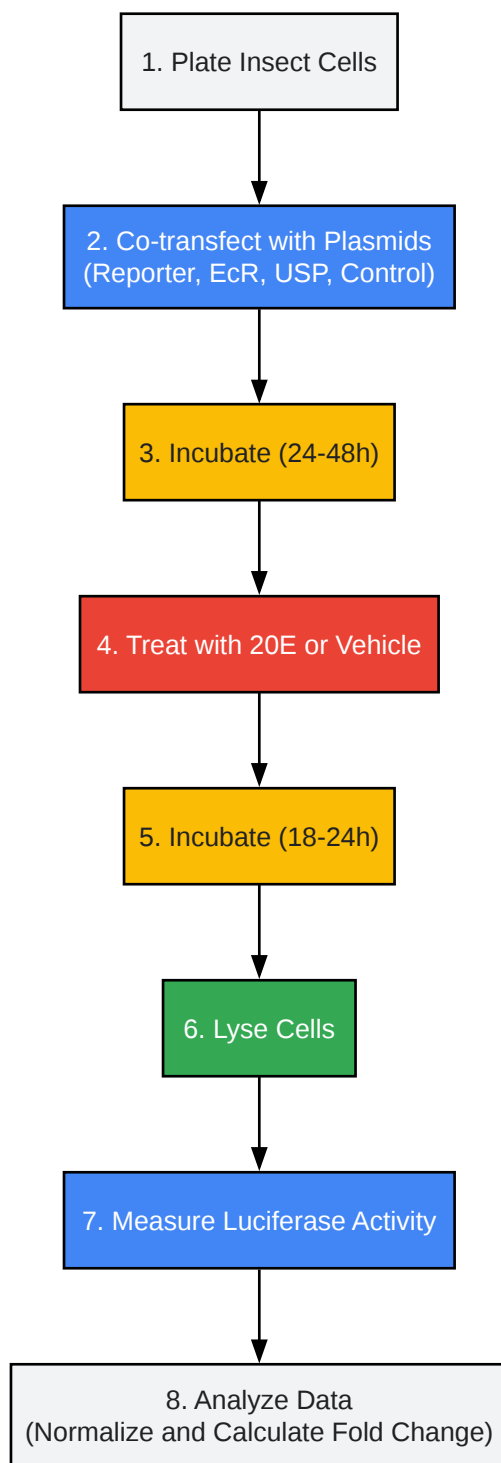 1. Plate Insect Cells
2. Co-transfect with Plasmids
(Reporter, EcR, USP, Control)
3. Incubate (24-48h)
4. Treat with 20E or Vehicle
5. Incubate (18-24h)
6. Lyse Cells
7. Measure Luciferase Activity
8. Analyze Data
(Normalize and Calculate Fold Change)